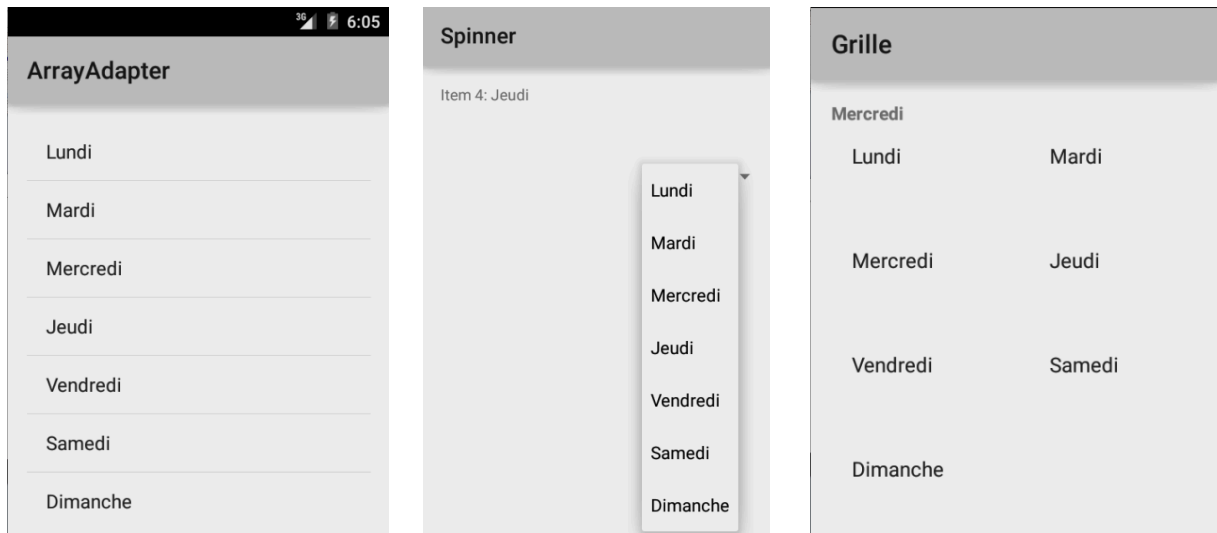 3G 6:05
ArrayAdapter
Lundi
Mardi
Mercredi
Jeudi
Vendredi
Samedi
Dimanche
Spinner
Item 4: Jeudi
Lundi
Mardi
Mercredi
Jeudi
Vendredi
Samedi
Dimanche
Grille
Mercredi
Lundi Mardi
Mercredi Jeudi
Vendredi Samedi
Dimanche